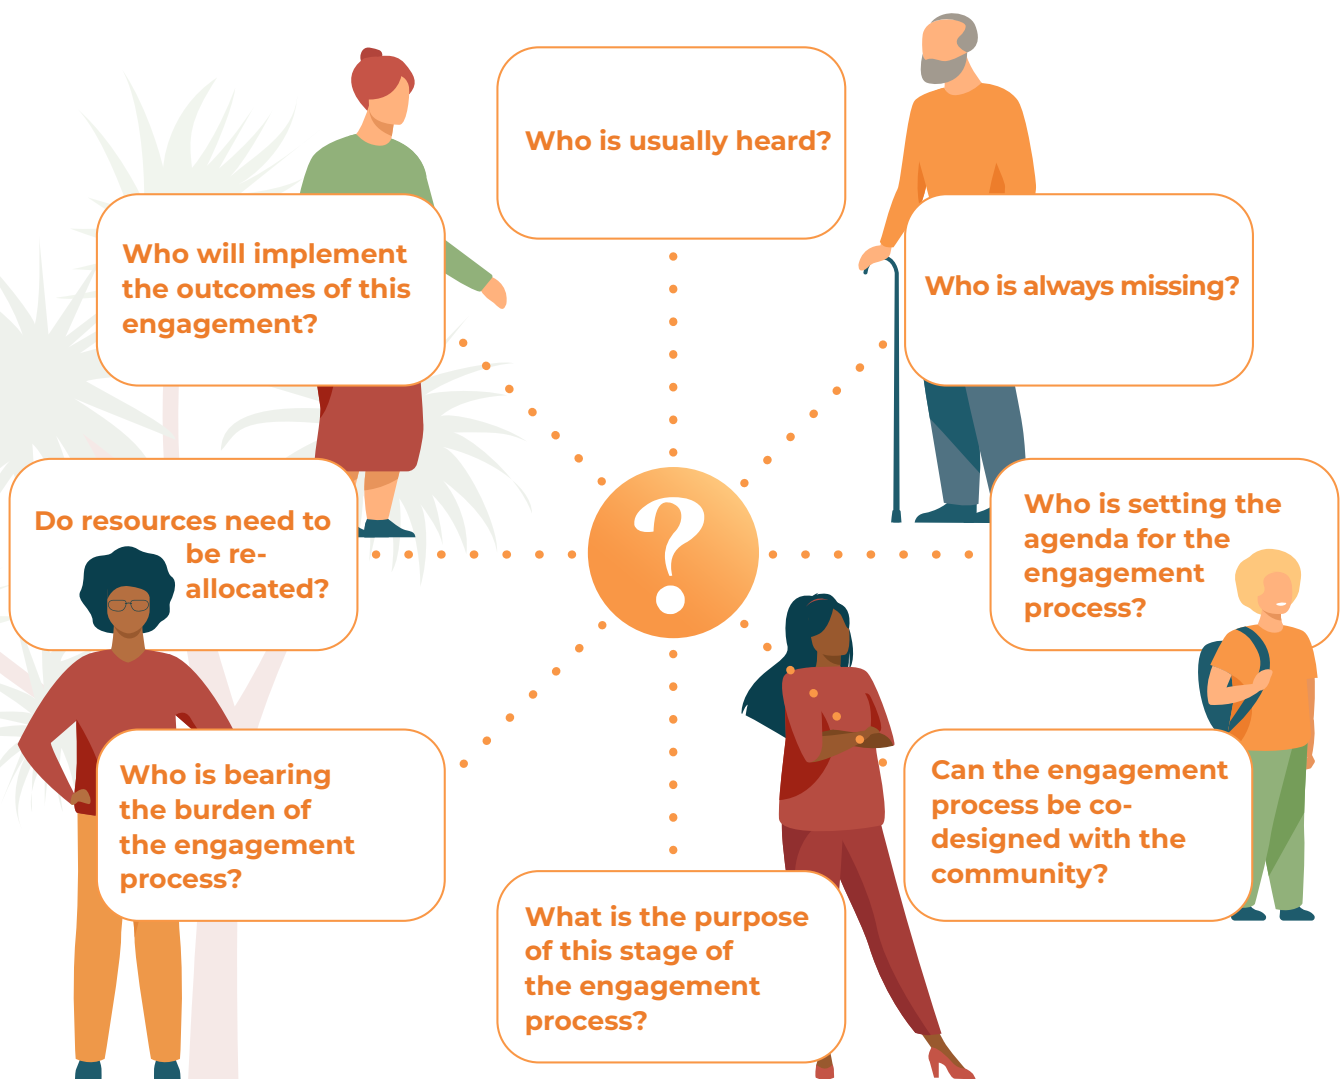 Who is usually heard?
Who will implement
the outcomes of this
engagement?
Who is always missing?
Do resources need to
be re-
allocated?
?
Who is setting the
agenda for the
engagement
process?
Who is bearing
the burden of
the engagement
process?
Can the engagement
process be co-
designed with the
community?
What is the purpose
of this stage of
the engagement
process?